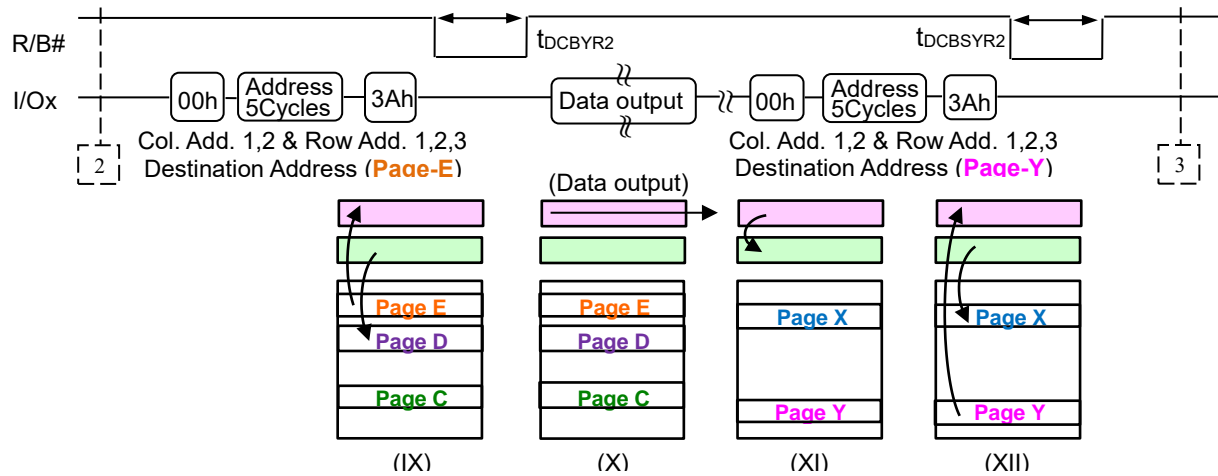 R/B#
tDCBYR2
tDCBSYR2
I/Ox
00h
Address
5Cycles
3Ah
Data output
00h
Address
5Cycles
3Ah
Col. Add. 1,2 & Row Add. 1,2,3
Destination Address (Page-E)
Col. Add. 1,2 & Row Add. 1,2,3
Destination Address (Page-Y)
2
3
(Data output)
Page E
Page D
Page C
Page E
Page D
Page C
Page X
Page Y
Page X
Page Y
(IX)
(X)
(XI)
(XII)